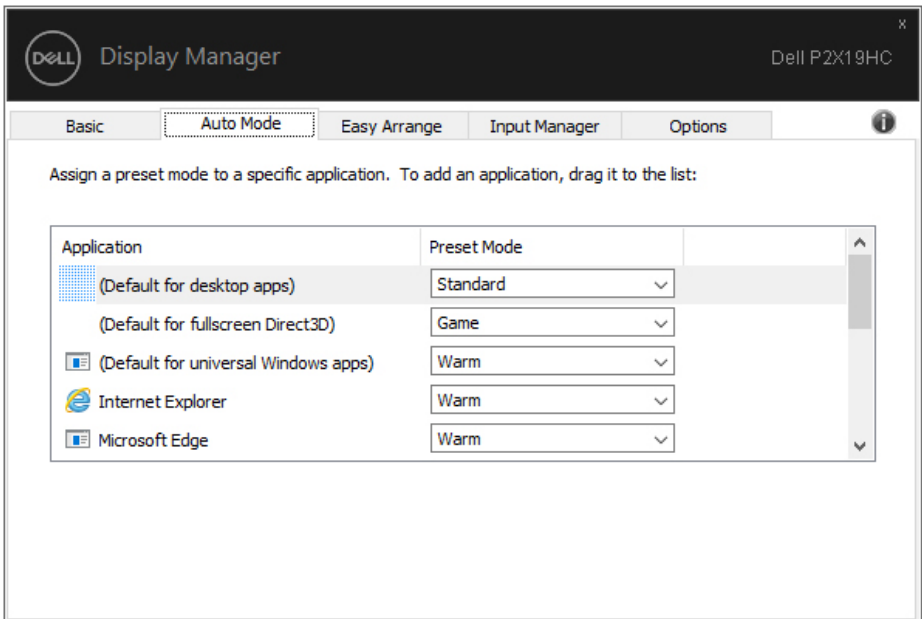 x
DELL
Display Manager
Dell P2X19HC
Basic
Auto Mode
Easy Arrange
Input Manager
Options
i
Assign a preset mode to a specific application.  To add an application, drag it to the list:
Application
Preset Mode
(Default for desktop apps)
Standard
(Default for fullscreen Direct3D)
Game
(Default for universal Windows apps)
Warm
Internet Explorer
Warm
Microsoft Edge
Warm